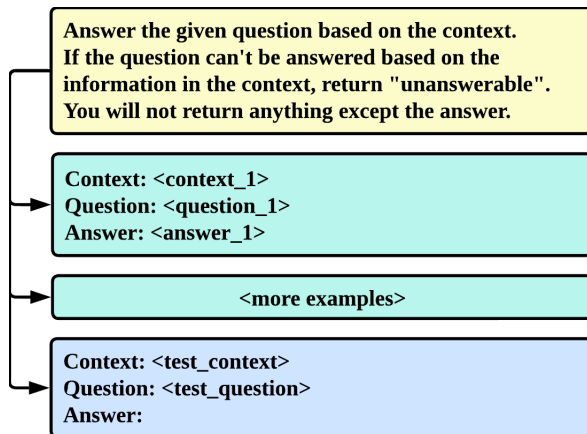 Answer the given question based on the context.
If the question can't be answered based on the
information in the context, return "unanswerable".
You will not return anything except the answer.
Context: <context_1>
Question: <question_1>
Answer: <answer_1>
<more examples>
Context: <test_context>
Question: <test_question>
Answer: